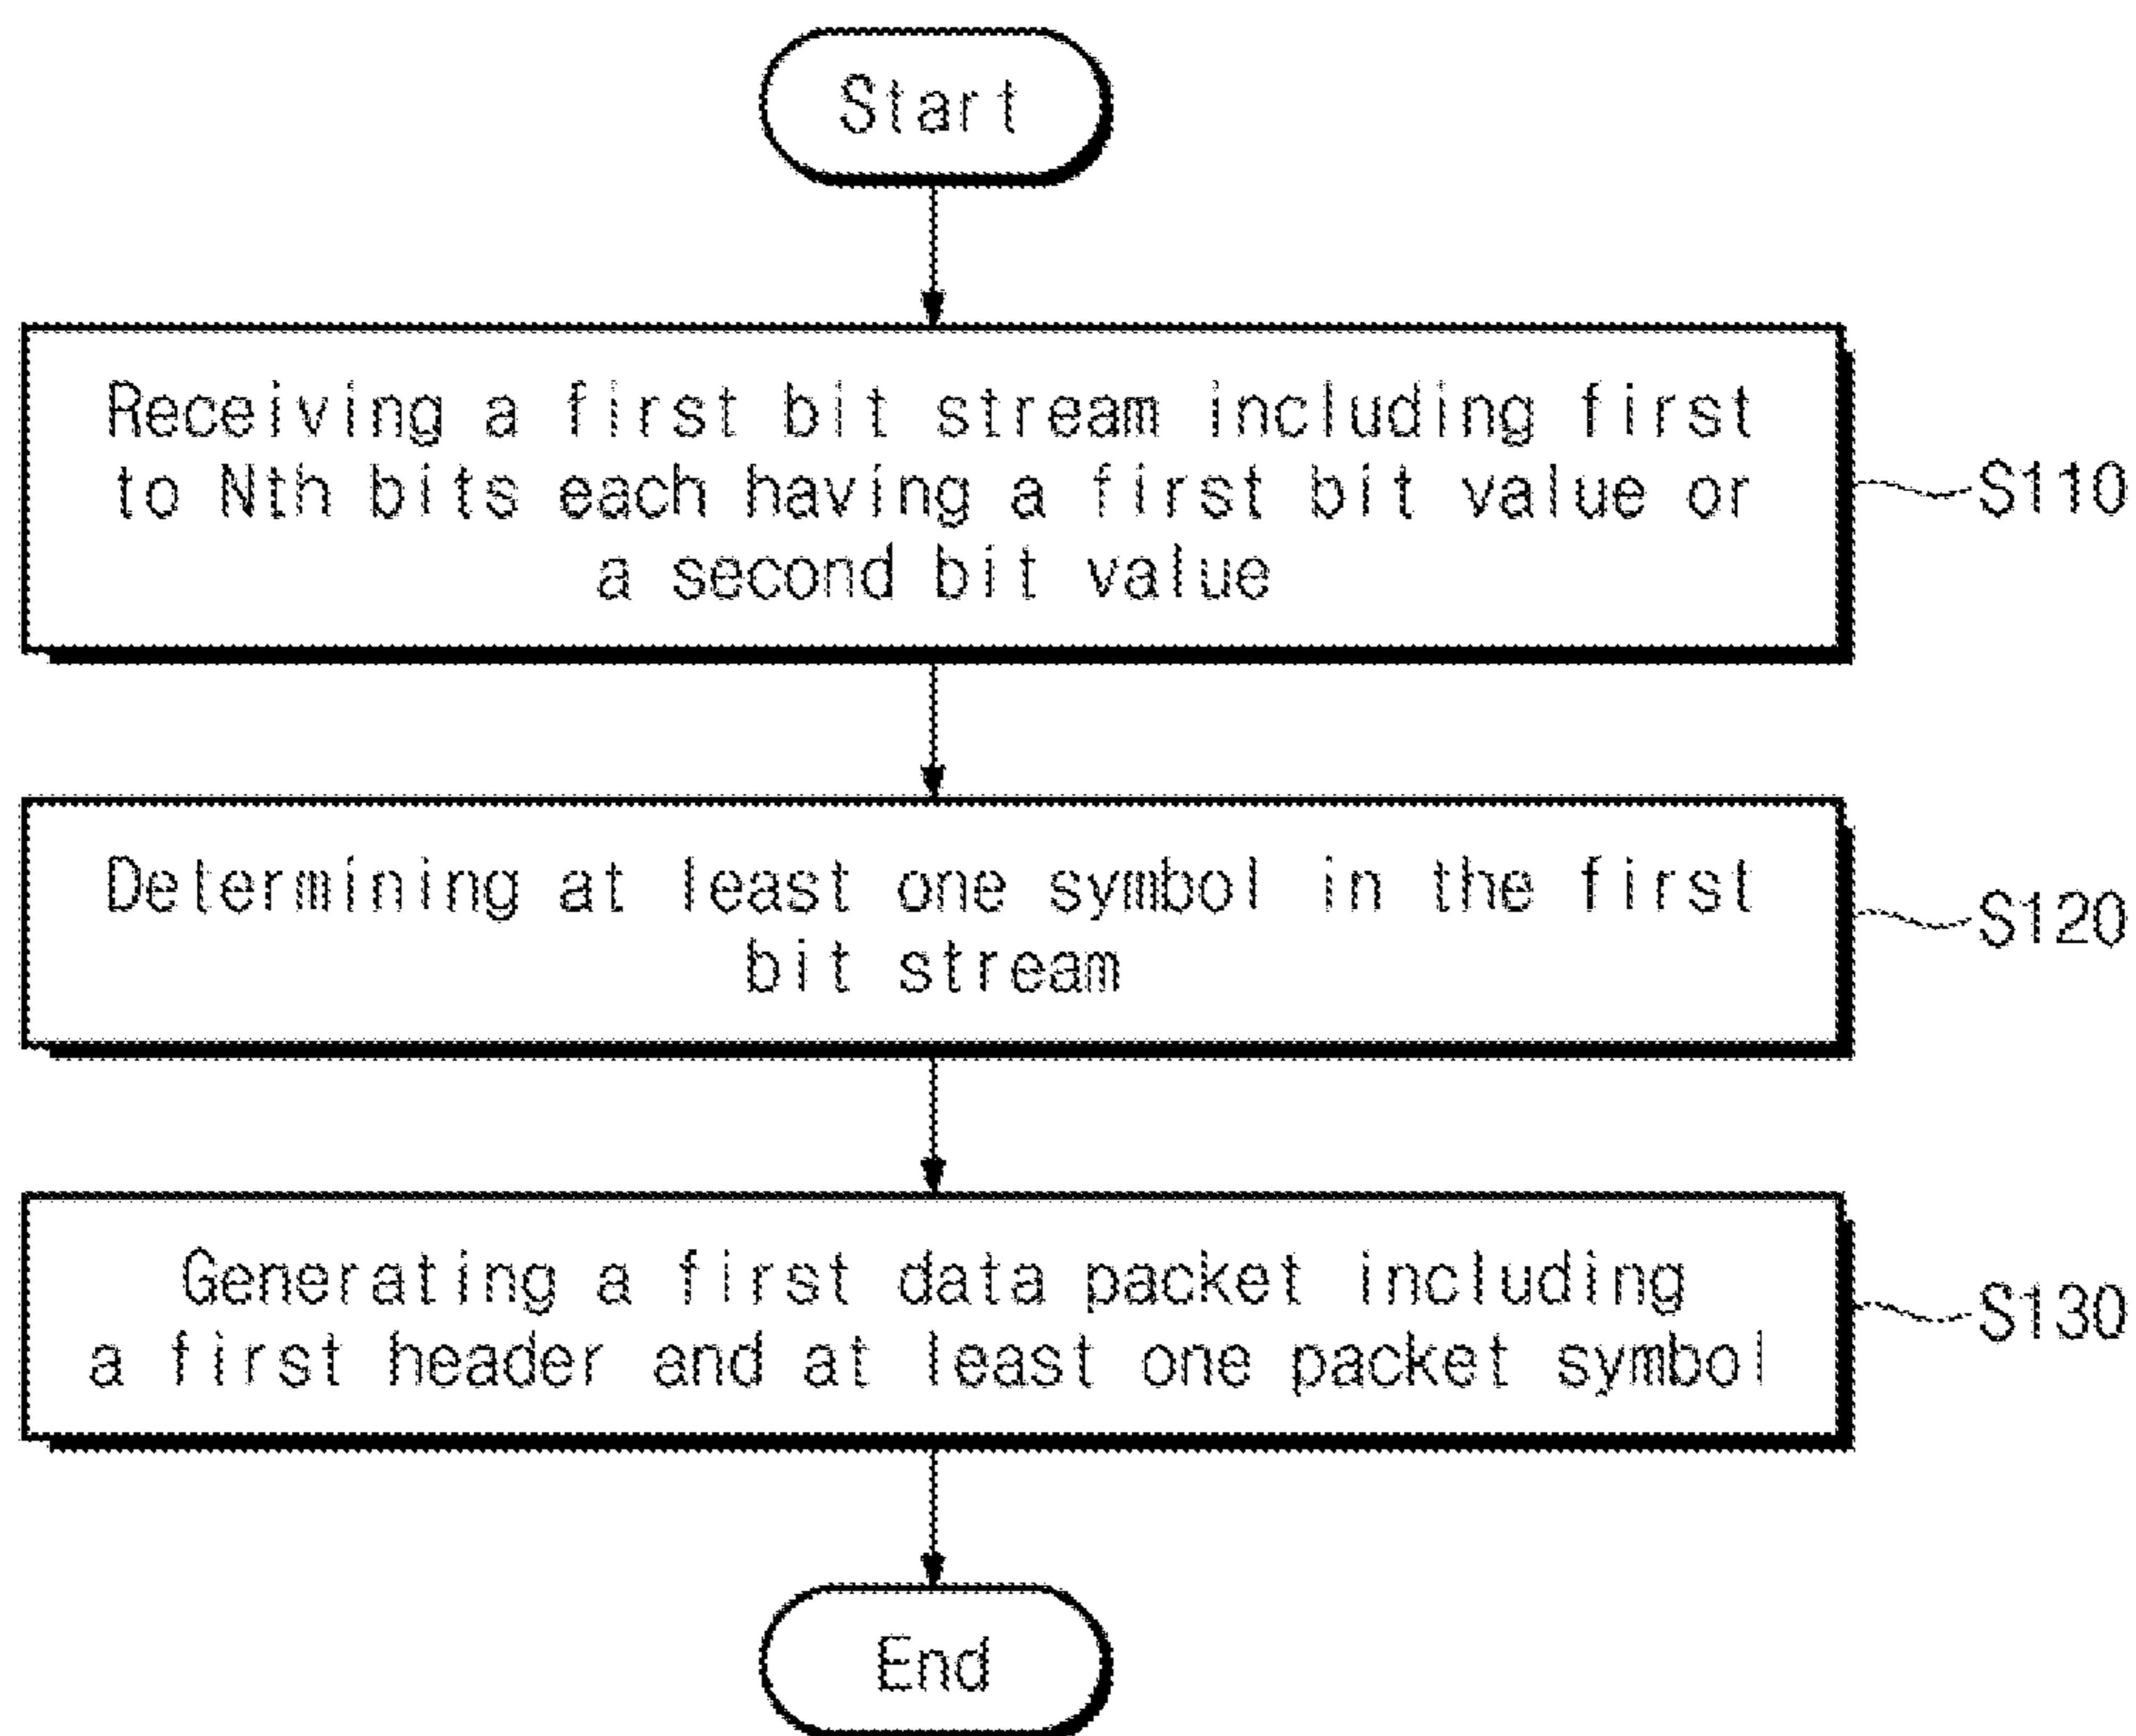 Start
Receiving a first bit stream including first
to Nth bits each having a first bit value or
a second bit value
S110
Determining at least one symbol in the first
bit stream
S120
Generating a first data packet including
a first header and at least one packet symbol
S130
End